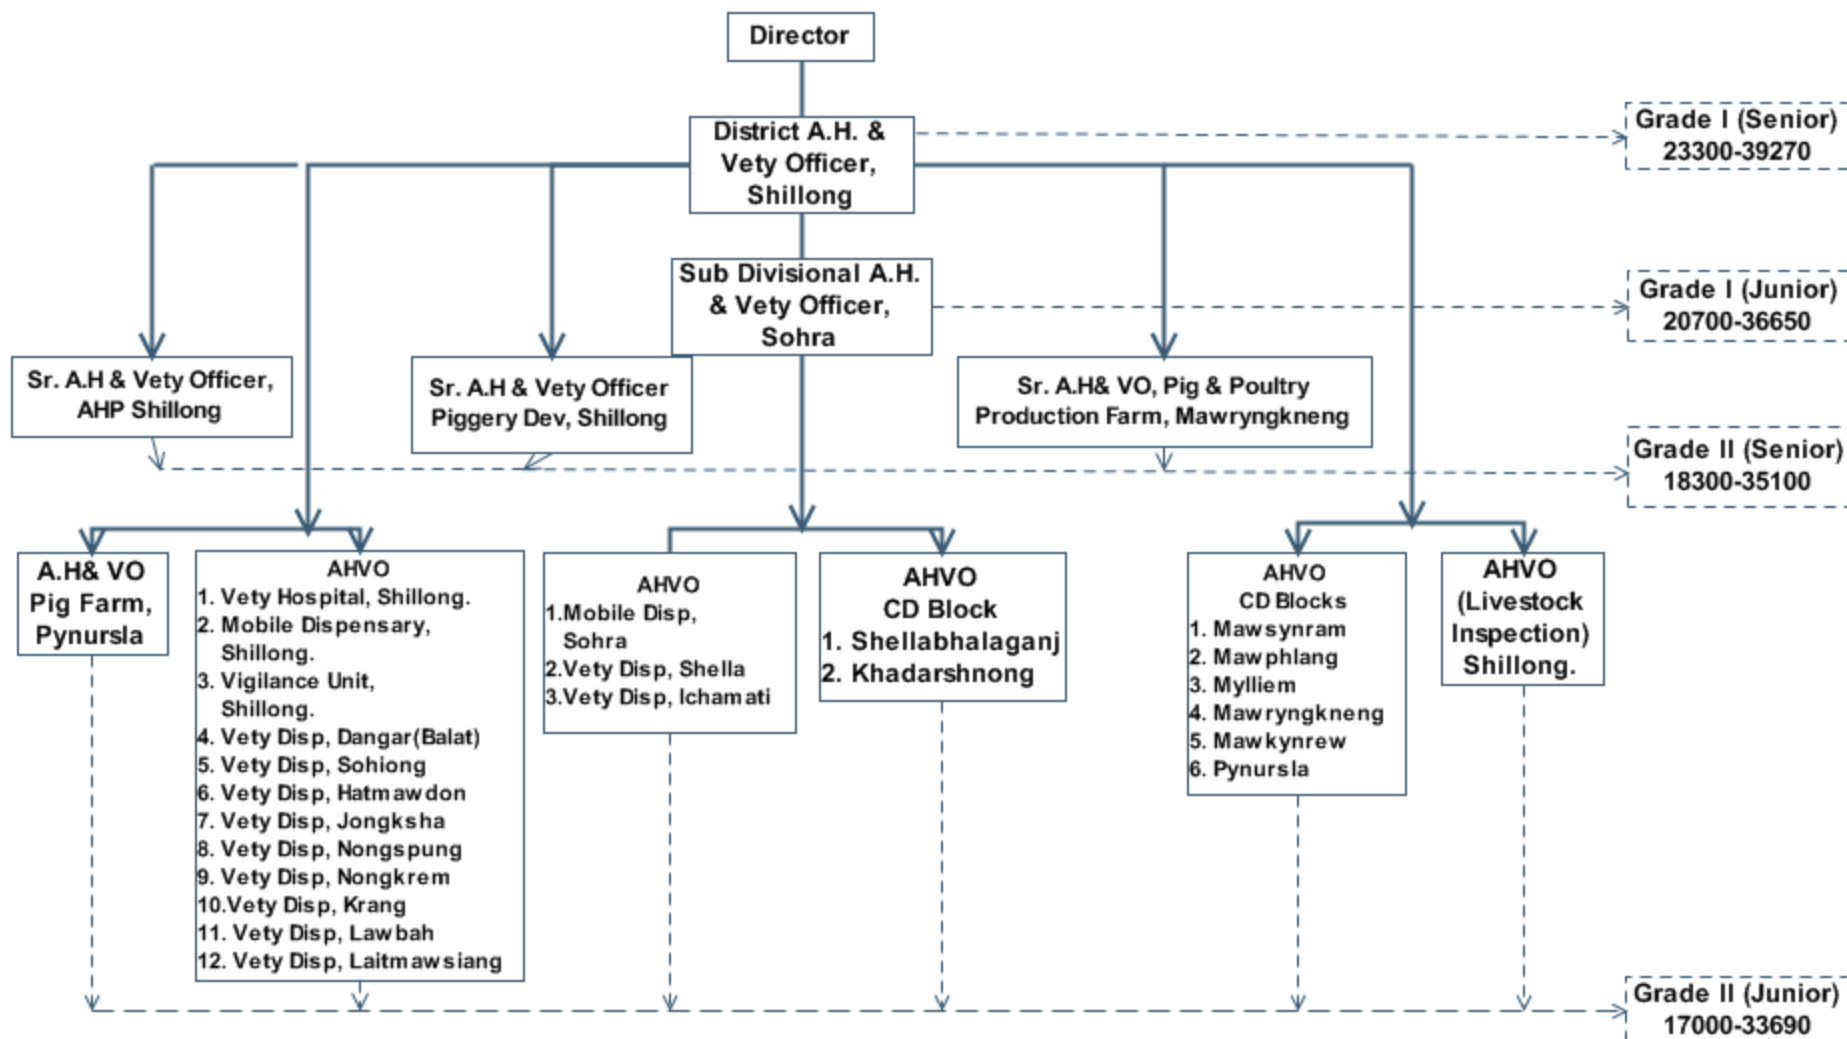 Director
District A.H. &
Vety Officer,
Shillong
Grade I (Senior)
23300-39270
Sub Divisional A.H.
& Vety Officer,
Sohra
Grade I (Junior)
20700-36650
Sr. A.H & Vety Officer,
AHP Shillong
Sr. A.H & Vety Officer
Piggery Dev, Shillong
Sr. A.H& VO, Pig & Poultry
Production Farm, Mawryngkneng
Grade II (Senior)
18300-35100
A.H& VO
Pig Farm,
Pynursla
AHVO
1. Vety Hospital, Shillong.
2. Mobile Dispensary,
Shillong.
3. Vigilance Unit,
Shillong.
4. Vety Disp, Dangar(Balat)
5. Vety Disp, Sohiong
6. Vety Disp, Hatmawdon
7. Vety Disp, Jongksha
8. Vety Disp, Nongspung
9. Vety Disp, Nongkrem
10.Vety Disp, Krang
11. Vety Disp, Lawbah
12. Vety Disp, Laitmawsiang
AHVO
1.Mobile Disp,
Sohra
2.Vety Disp, Shella
3.Vety Disp, Ichamati
AHVO
CD Block
1. Shellabhalaganj
2. Khadarshnong
AHVO
CD Blocks
1. Mawsynram
2. Mawphlang
3. Mylliem
4. Mawryngkneng
5. Mawkynrew
6. Pynursla
AHVO
(Livestock
Inspection)
Shillong.
Grade II (Junior)
17000-33690